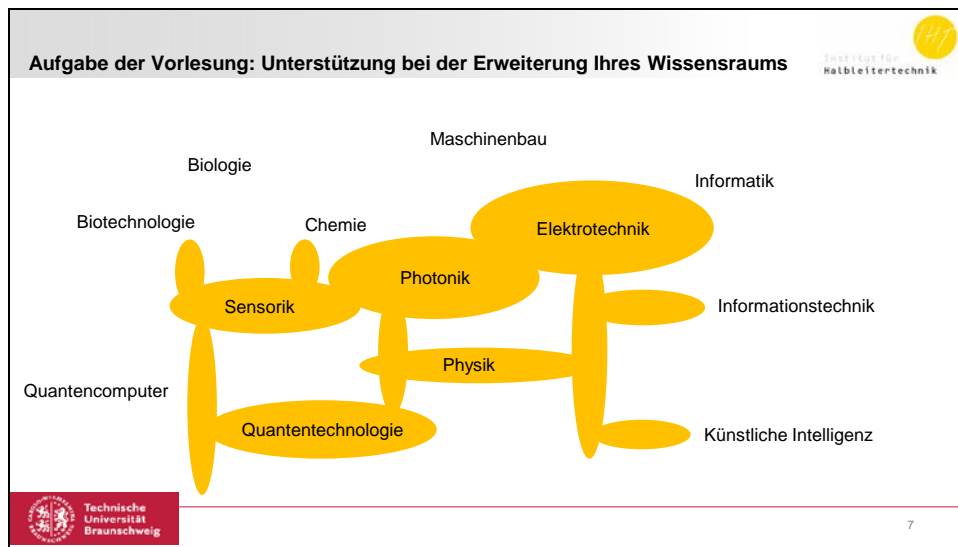 Aufgabe der Vorlesung: Unterstützung bei der Erweiterung Ihres Wissensraums
IHT
Institut für
Halbleitertechnik
Maschinenbau
Biologie
Informatik
Biotechnologie
Chemie
Elektrotechnik
Photonik
Sensorik
Informationstechnik
Physik
Quantencomputer
Quantentechnologie
Künstliche Intelligenz
Technische
Universität
Braunschweig
7